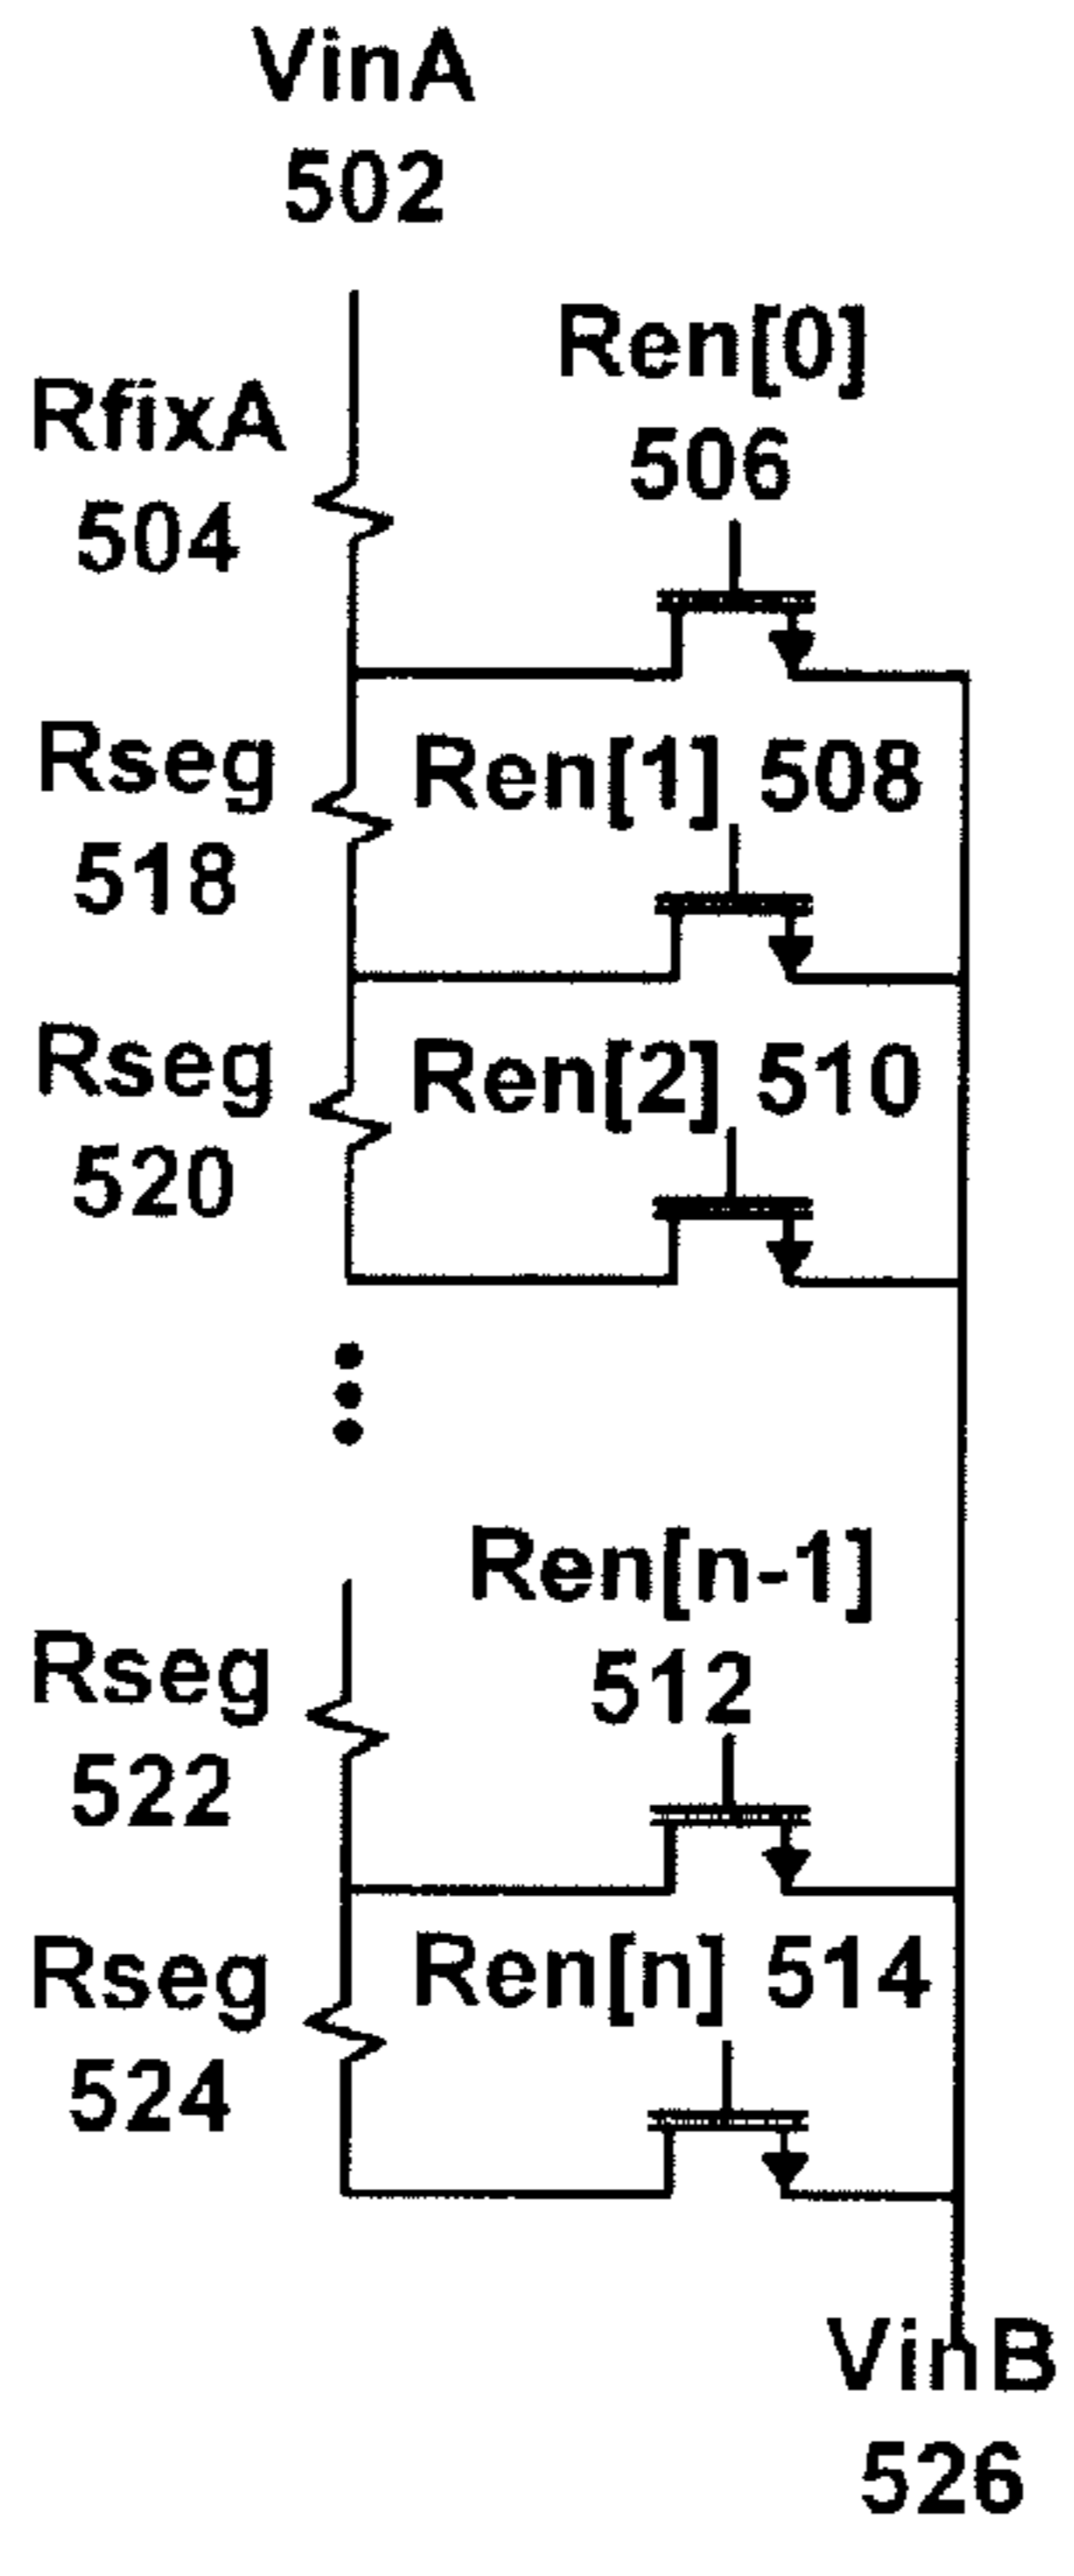 VinA
502
Ren[0]
506
RfixA
504
Rseg
518
Ren[1] 508
Rseg
520
Ren[2] 510
Ren[n-1]
512
Rseg
522
Rseg
524
Ren[n] 514
VinB
526